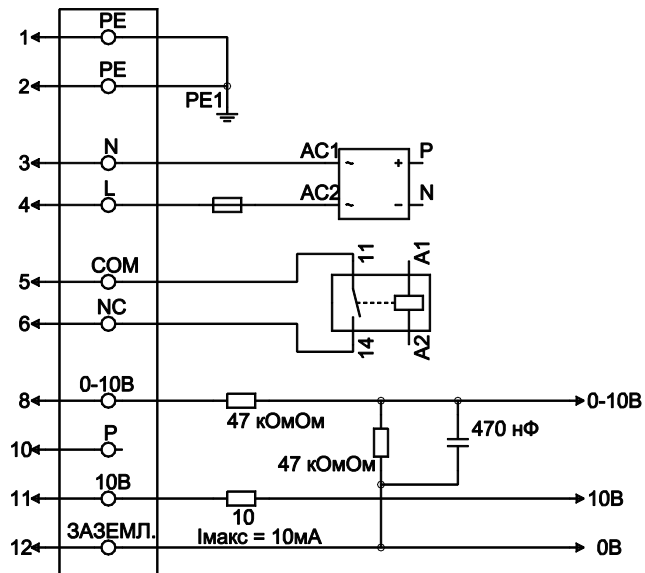 PE
1
PE
2
PE1
N
AC1
~
+
P
3
L
AC2
~
−
N
4
11
A1
COM
5
NC
6
14
A2
0-10В
8
0-10В
47 кОмОм
470 нФ
P
10
47 кОмОм
10В
11
10В
10
ЗАЗЕМЛ.
Iмакс = 10мА
12
0В